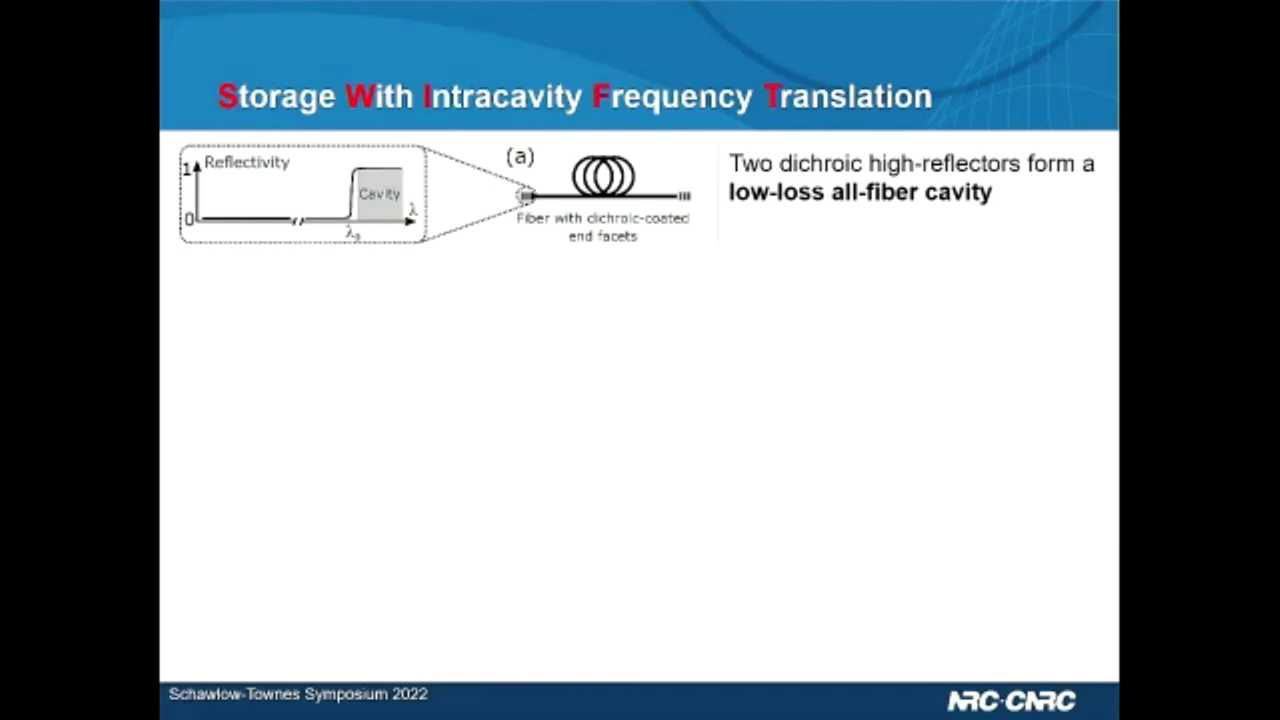 Storage With Intracavity Frequency Translation
Reflectivity
1
Cavity
0
λ
λ₀
(a)
Fiber with dichroic-coated
end facets
Two dichroic high-reflectors form a
low-loss all-fiber cavity
Schawlow-Townes Symposium 2022
NRC·CNRC